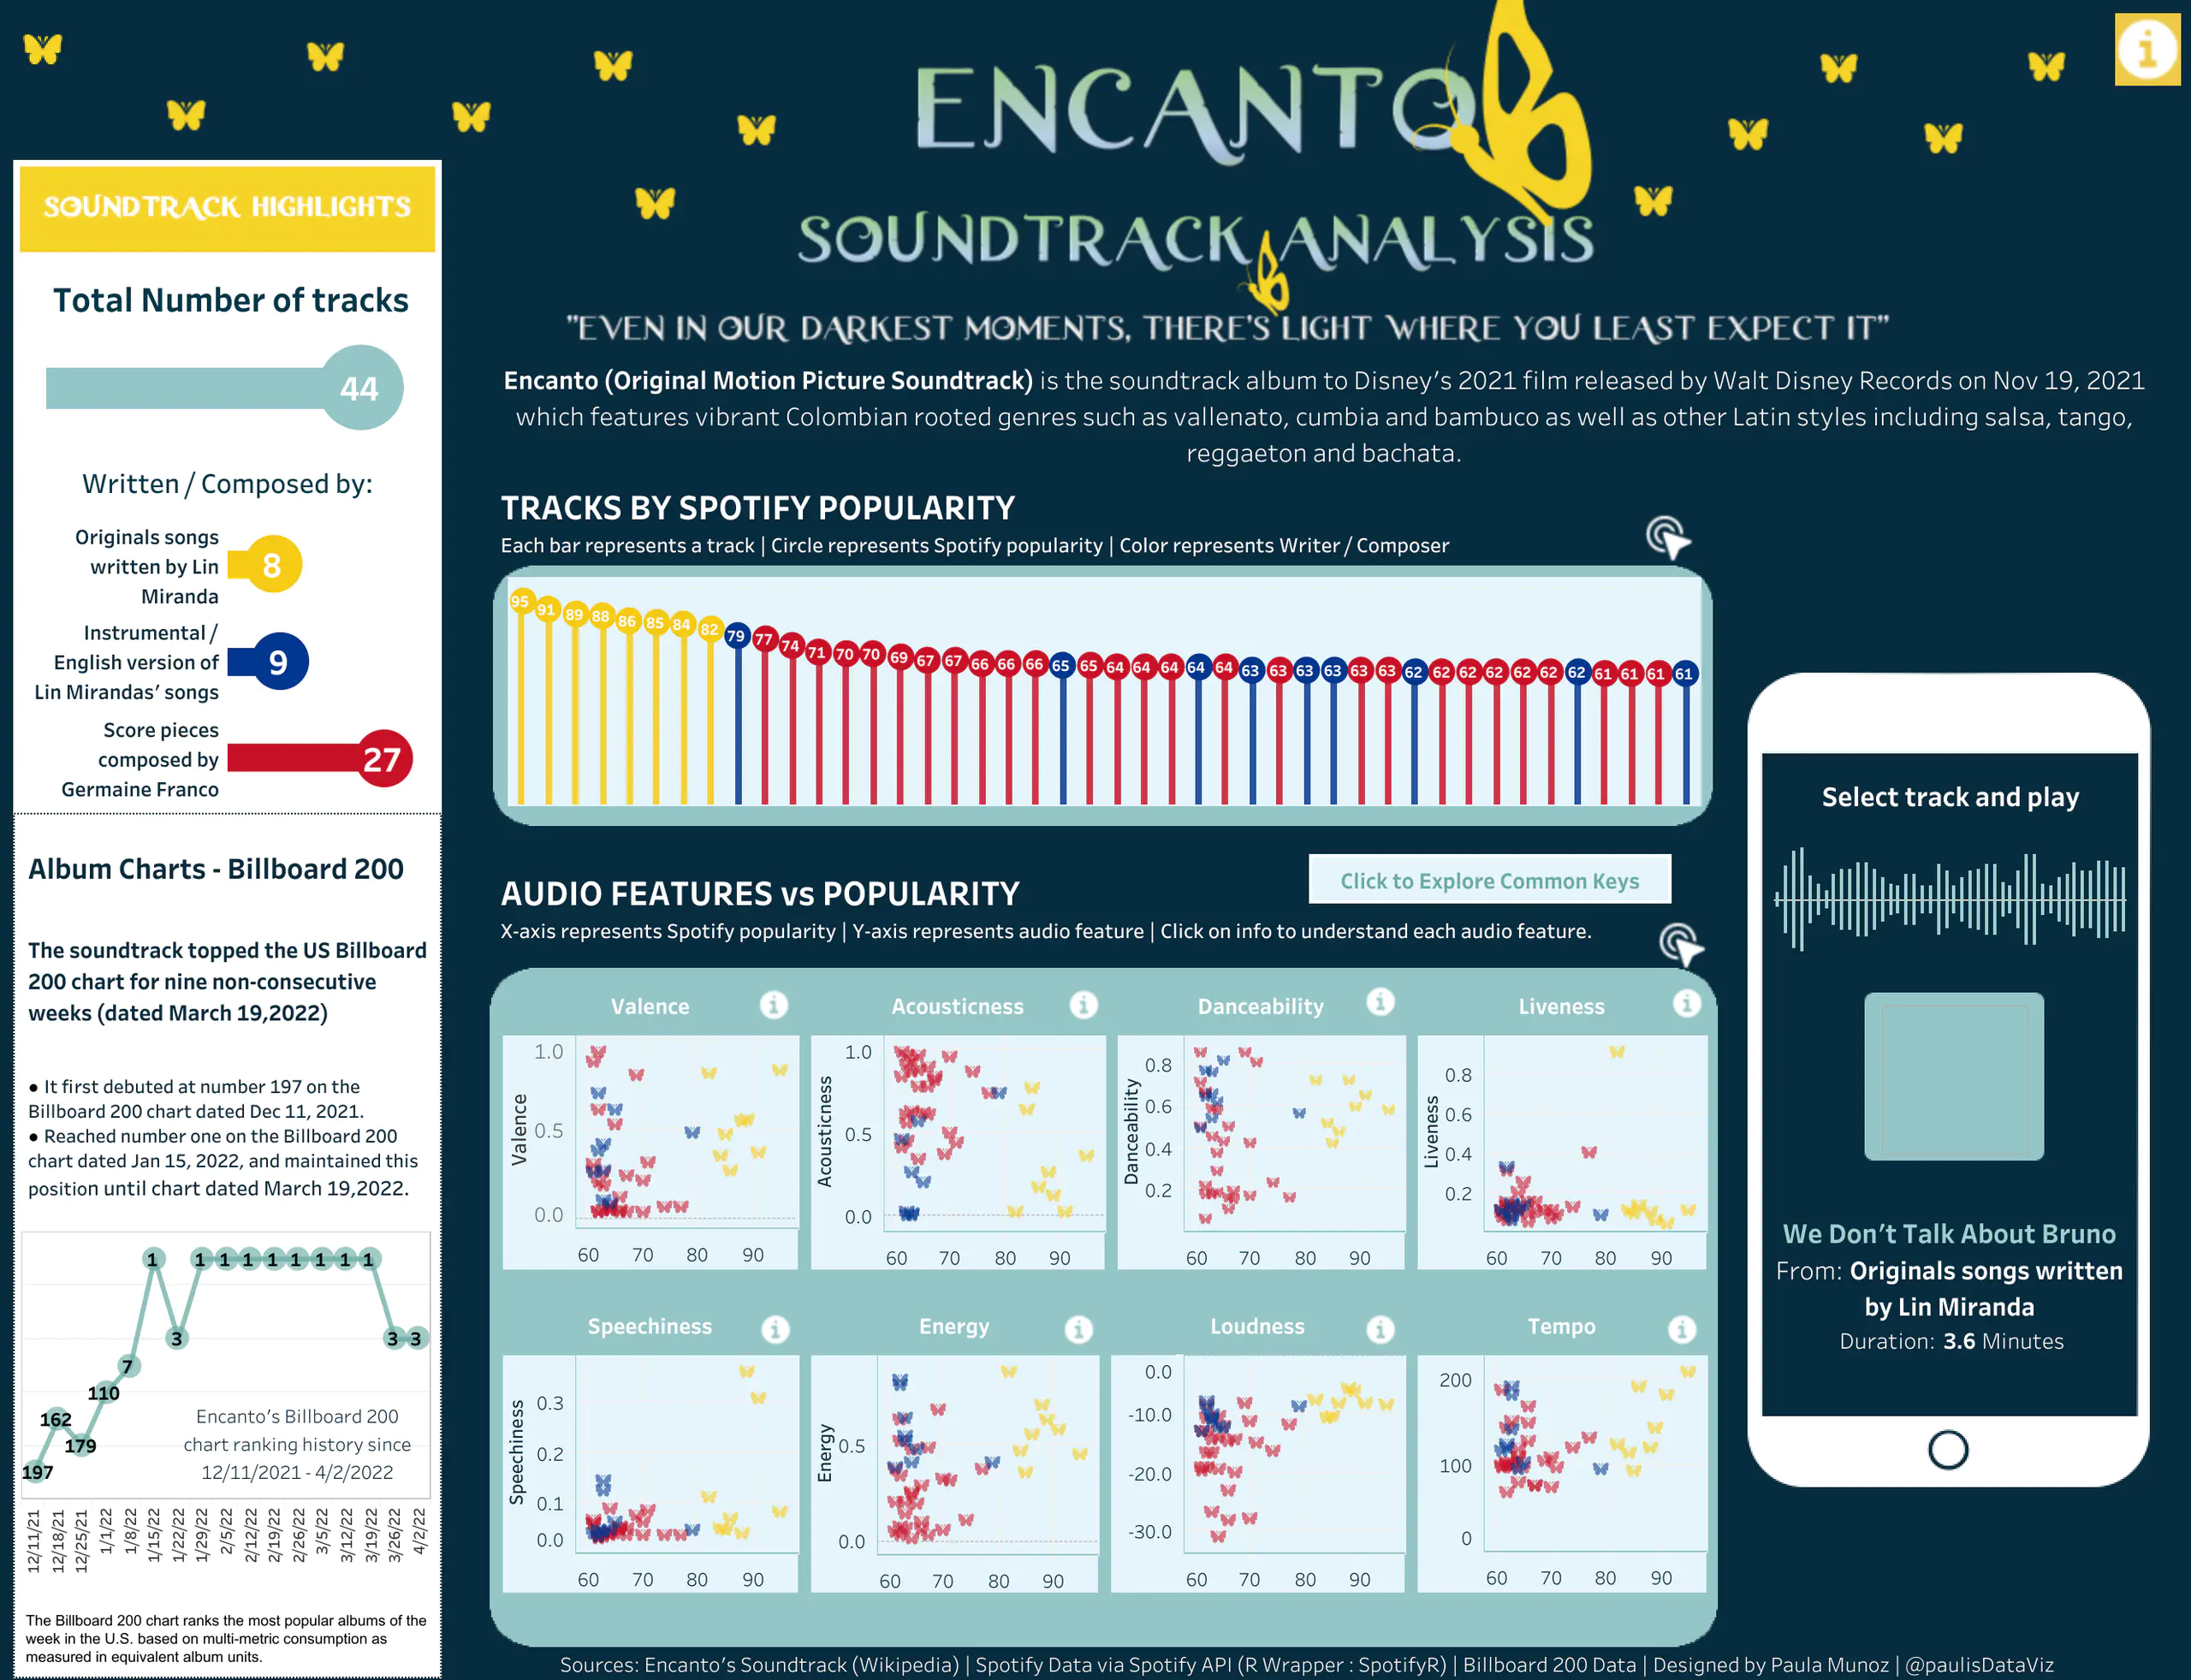 ENCANTO
SOUNDTRACK ANALYSIS
"EVEN IN OUR DARKEST MOMENTS, THERE'S LIGHT WHERE YOU LEAST EXPECT IT"
Encanto (Original Motion Picture Soundtrack) is the soundtrack album to Disney's 2021 film released by Walt Disney Records on Nov 19, 2021
which features vibrant Colombian rooted genres such as vallenato, cumbia and bambuco as well as other Latin styles including salsa, tango,
reggaeton and bachata.
SOUNDTRACK HIGHLIGHTS
Total Number of tracks
44
Written / Composed by:
Originals songs
written by Lin
Miranda
8
Instrumental /
English version of
Lin Mirandas' songs
9
Score pieces
composed by
Germaine Franco
27
Album Charts - Billboard 200
The soundtrack topped the US Billboard
200 chart for nine non-consecutive
weeks (dated March 19,2022)
● It first debuted at number 197 on the
Billboard 200 chart dated Dec 11, 2021.
● Reached number one on the Billboard 200
chart dated Jan 15, 2022, and maintained this
position until chart dated March 19,2022.
197 162 179 110 7 1 3 1 1 1 1 1 1 1 1 3 3
Encanto's Billboard 200
chart ranking history since
12/11/2021 - 4/2/2022
12/11/21 12/18/21 12/25/21 1/1/22 1/8/22 1/15/22 1/22/22 1/29/22 2/5/22 2/12/22 2/19/22 2/26/22 3/5/22 3/12/22 3/19/22 3/26/22 4/2/22
The Billboard 200 chart ranks the most popular albums of the
week in the U.S. based on multi-metric consumption as
measured in equivalent album units.
TRACKS BY SPOTIFY POPULARITY
Each bar represents a track | Circle represents Spotify popularity | Color represents Writer / Composer
95 91 89 88 86 85 84 82 79 77 74 71 70 70 69 67 67 66 66 66 65 65 64 64 64 64 64 63 63 63 63 63 63 62 62 62 62 62 62 62 61 61 61 61
AUDIO FEATURES vs POPULARITY
Click to Explore Common Keys
X-axis represents Spotify popularity | Y-axis represents audio feature | Click on info to understand each audio feature.
Valence
i
Valence
1.0
0.5
0.0
60 70 80 90
Acousticness
i
Acousticness
1.0
0.5
0.0
60 70 80 90
Danceability
i
Danceability
0.8
0.6
0.4
0.2
60 70 80 90
Liveness
i
Liveness
0.8
0.6
0.4
0.2
60 70 80 90
Speechiness
i
Speechiness
0.3
0.2
0.1
0.0
60 70 80 90
Energy
i
Energy
0.5
0.0
60 70 80 90
Loudness
i
0.0
-10.0
-20.0
-30.0
60 70 80 90
Tempo
i
200
100
0
60 70 80 90
i
Select track and play
We Don't Talk About Bruno
From: Originals songs written
by Lin Miranda
Duration: 3.6 Minutes
Sources: Encanto's Soundtrack (Wikipedia) | Spotify Data via Spotify API (R Wrapper : SpotifyR) | Billboard 200 Data | Designed by Paula Munoz | @paulisDataViz